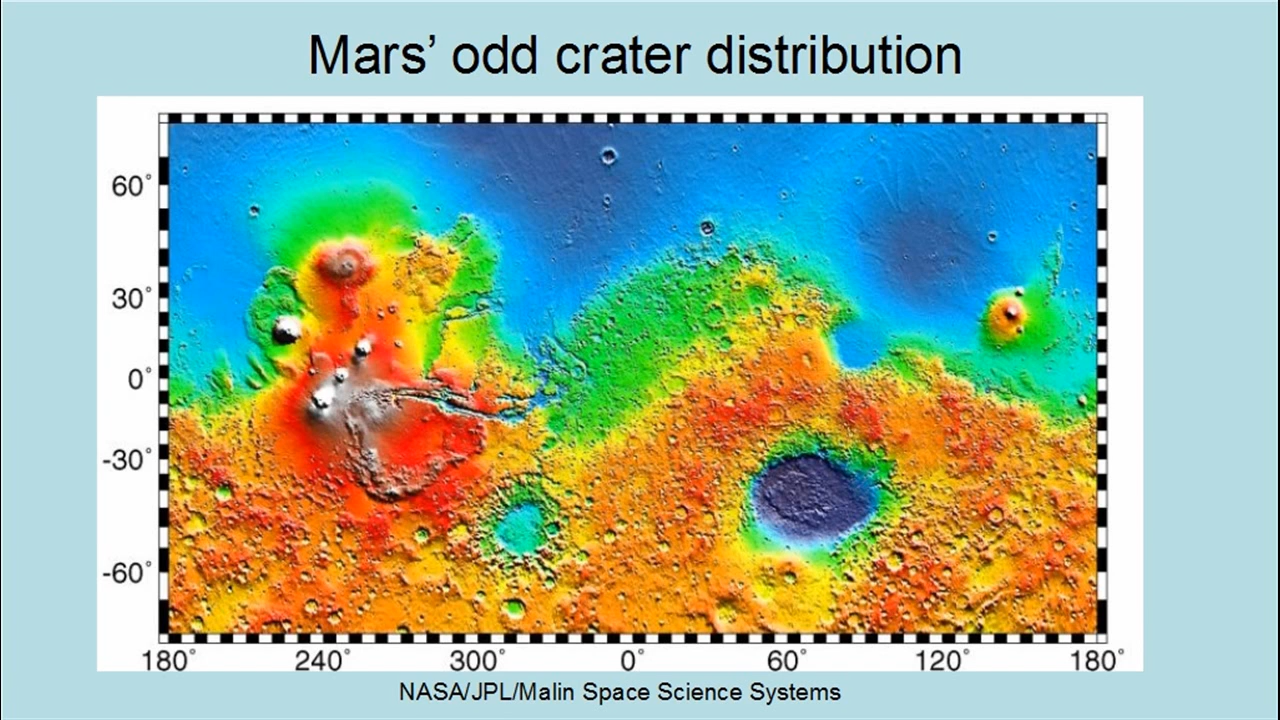 Mars’ odd crater distribution
60°
30°
0°
-30°
-60°
180° 240° 300° 0° 60° 120° 180°
NASA/JPL/Malin Space Science Systems